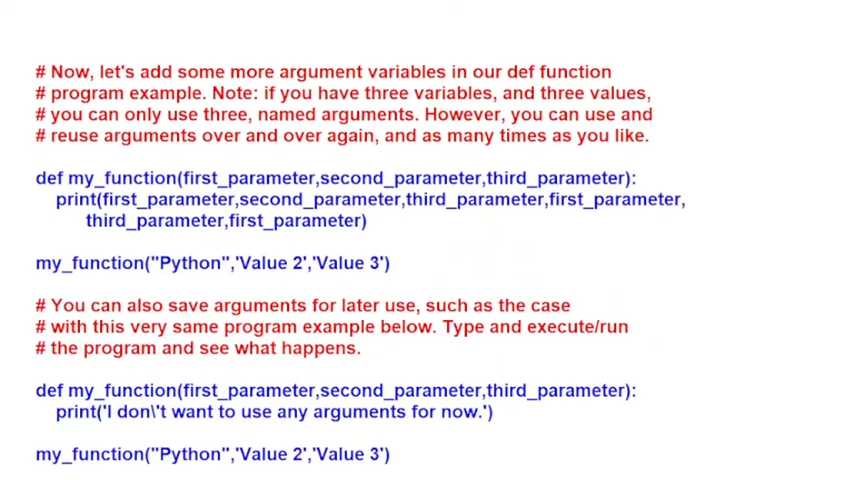 # Now, let's add some more argument variables in our def function
# program example. Note: if you have three variables, and three values,
# you can only use three, named arguments. However, you can use and
# reuse arguments over and over again, and as many times as you like.
def my_function(first_parameter,second_parameter,third_parameter):
print(first_parameter,second_parameter,third_parameter,first_parameter,
third_parameter,first_parameter)
my_function("Python",'Value 2','Value 3')
# You can also save arguments for later use, such as the case
# with this very same program example below. Type and execute/run
# the program and see what happens.
def my_function(first_parameter,second_parameter,third_parameter):
print('I don\'t want to use any arguments for now.')
my_function("Python",'Value 2','Value 3')